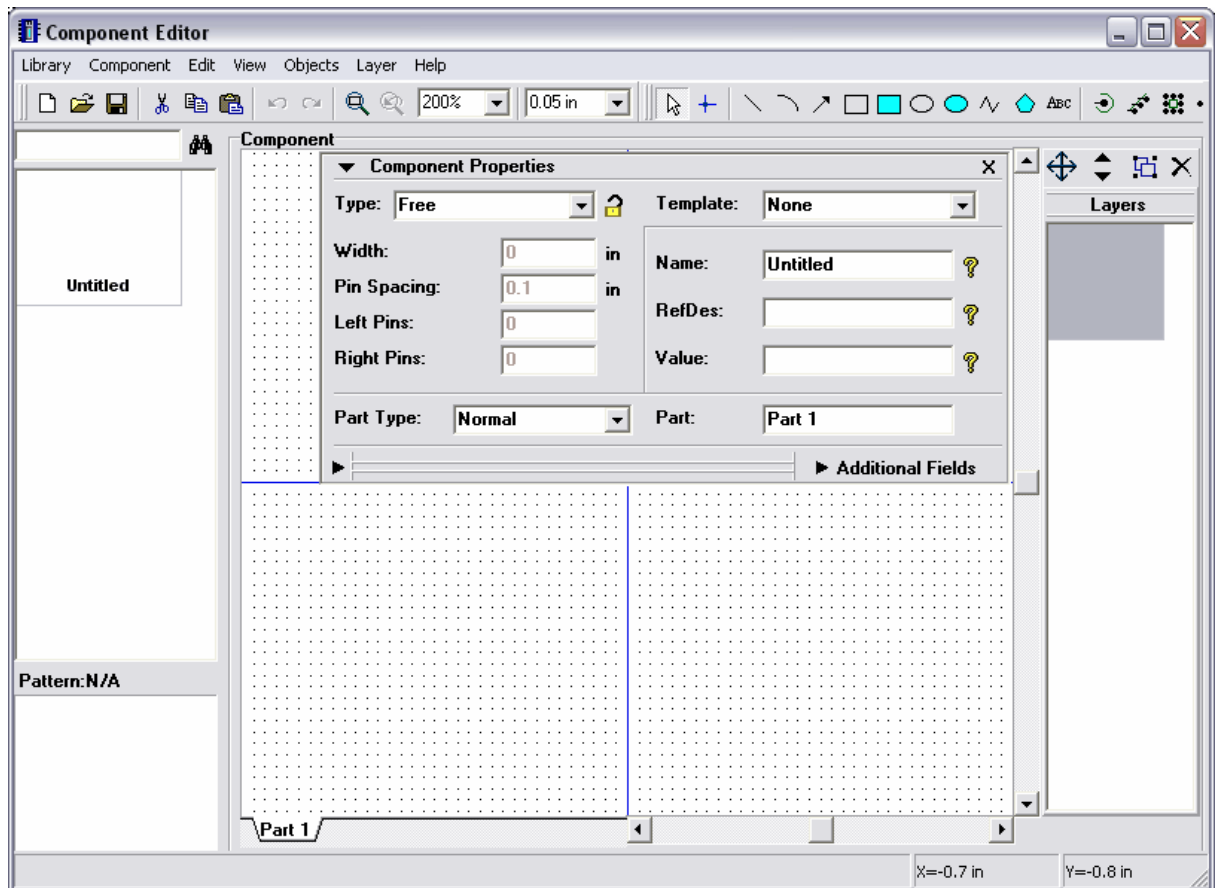 Component Editor
Library Component Edit View Objects Layer Help
200% 0.05 in ABC
Component
Component Properties X
Type: Free Template: None
Width: 0 in
Pin Spacing: 0.1 in
Left Pins: 0
Right Pins: 0
Name: Untitled ?
RefDes: ?
Value: ?
Part Type: Normal Part: Part 1
Additional Fields
Untitled
Layers
Pattern:N/A
Part 1
X=-0.7 in Y=-0.8 in